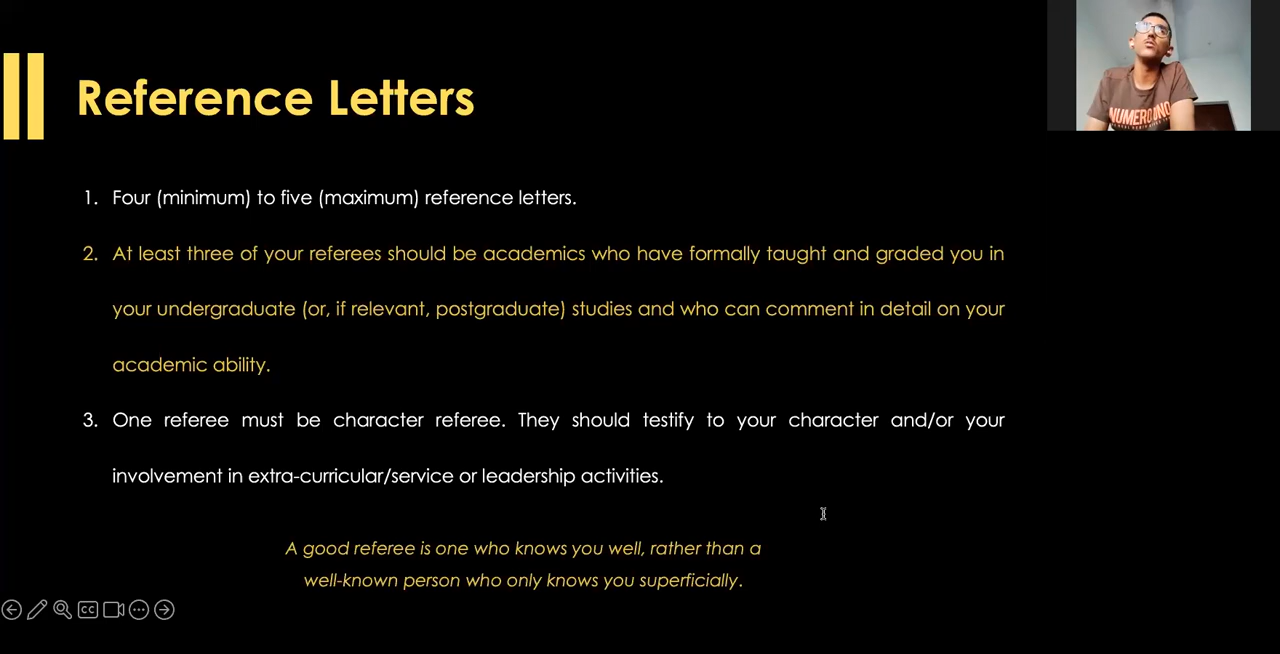 Reference Letters
1. Four (minimum) to five (maximum) reference letters.
2. At least three of your referees should be academics who have formally taught and graded you in
your undergraduate (or, if relevant, postgraduate) studies and who can comment in detail on your
academic ability.
3. One referee must be character referee. They should testify to your character and/or your
involvement in extra-curricular/service or leadership activities.
A good referee is one who knows you well, rather than a
well-known person who only knows you superficially.
CC
NUMERO UNO